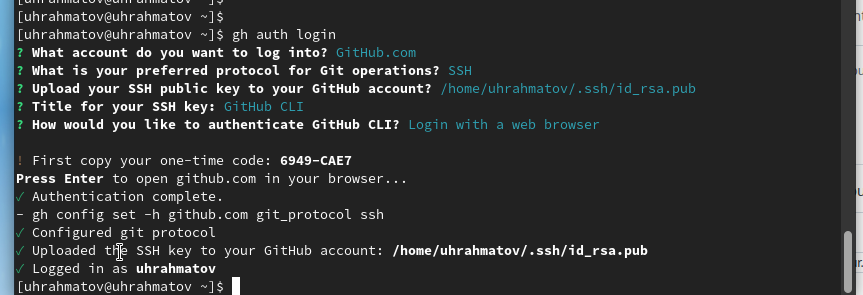 [uhrahmatov@uhrahmatov ~]$
[uhrahmatov@uhrahmatov ~]$ gh auth login
? What account do you want to log into? GitHub.com
? What is your preferred protocol for Git operations? SSH
? Upload your SSH public key to your GitHub account? /home/uhrahmatov/.ssh/id_rsa.pub
? Title for your SSH key: GitHub CLI
? How would you like to authenticate GitHub CLI? Login with a web browser
! First copy your one-time code: 6949-CAE7
Press Enter to open github.com in your browser...
✓ Authentication complete.
- gh config set -h github.com git_protocol ssh
✓ Configured git protocol
✓ Uploaded the SSH key to your GitHub account: /home/uhrahmatov/.ssh/id_rsa.pub
✓ Logged in as uhrahmatov
[uhrahmatov@uhrahmatov ~]$